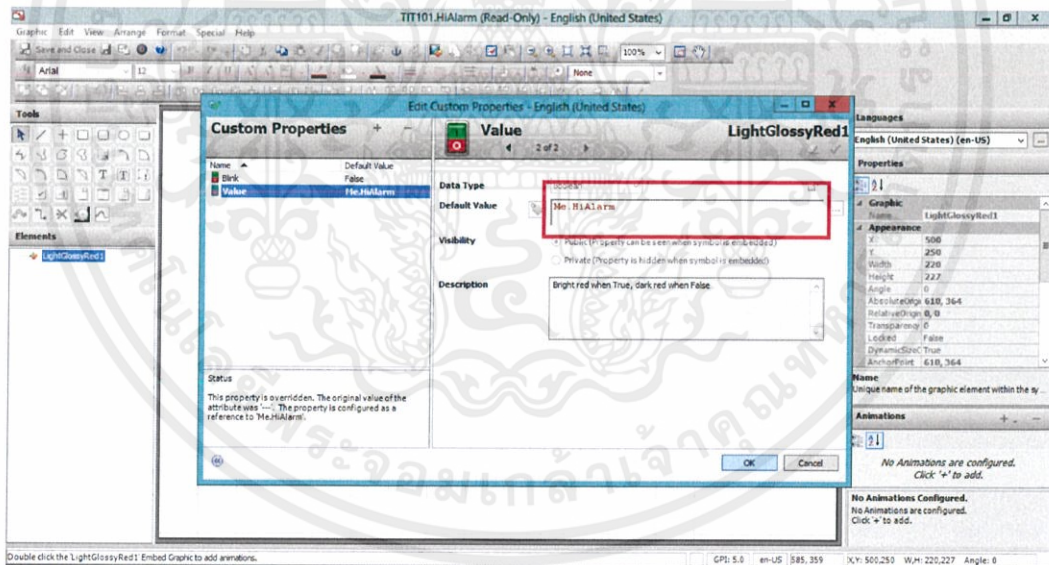 TIT101.HiAlarm (Read-Only) - English (United States)
Graphic Edit View Arrange Format Special Help
Save and Close 100%
Arial 12 None
Tools
Elements
LightGlossyRed1
Edit Custom Properties - English (United States)
Custom Properties + -
Name Default Value
Blink False
Value Me.HiAlarm
Status
This property is overridden. The original value of the
attribute was '---'. The property is configured as a
reference to 'Me.HiAlarm'.
Value LightGlossyRed1
2 of 2
Data Type Boolean
Default Value Me.HiAlarm
Visibility Public (Property can be seen when symbol is embedded)
Private (Property is hidden when symbol is embedded)
Description Bright red when True, dark red when False.
OK Cancel
Languages
English (United States) (en-US)
Properties
Graphic
Name LightGlossyRed1
Appearance
X 500
Y 250
Width 220
Height 227
Angle 0
AbsoluteOrigi 610, 364
RelativeOrigin 0, 0
Transparency 0
Locked False
DynamicSizeC True
AnchorPoint 610, 364
Name
Unique name of the graphic element within the sy...
Animations + -
No Animations are configured.
Click '+' to add.
No Animations Configured.
No Animations are configured.
Click '+' to add.
Double click the 'LightGlossyRed1' Embed Graphic to add animations.
GPI: 5.0 en-US 585, 359 X,Y: 500,250 W,H: 220,227 Angle: 0